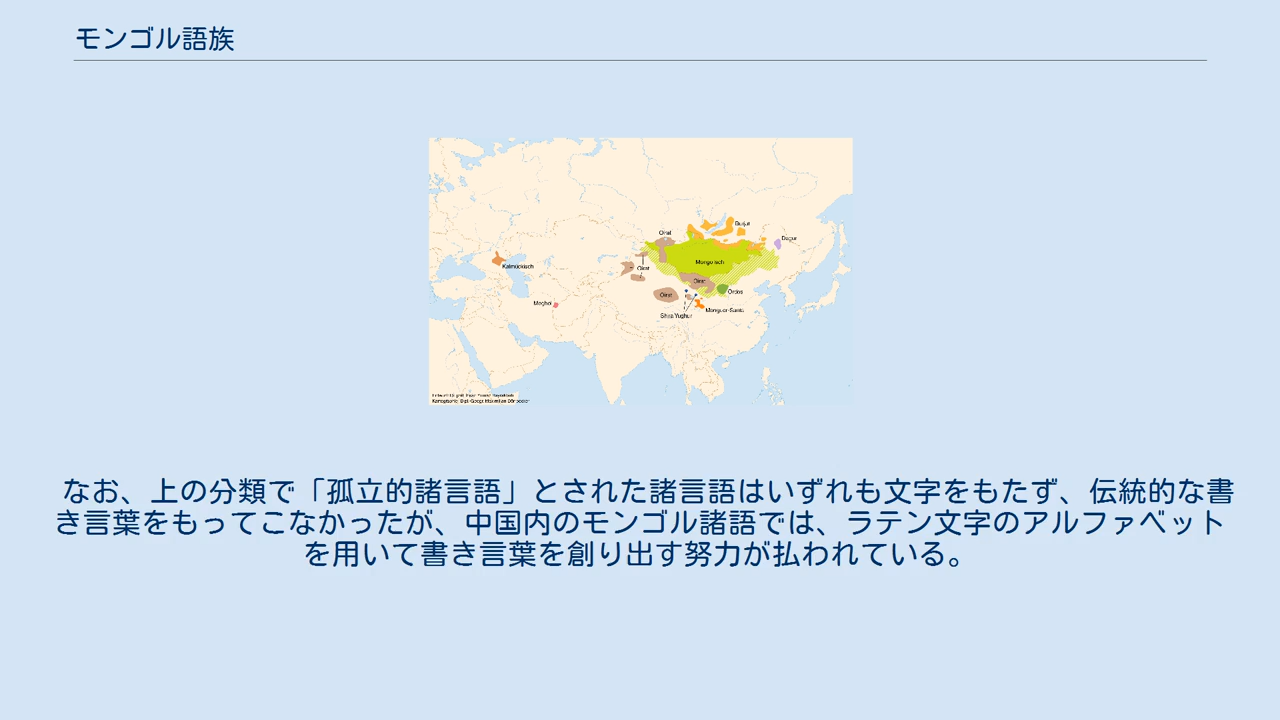 モンゴル語族
Burjat
Oirat
Dagur
Mongolisch
Kalmückisch
Oirat
Oirat
Oirat
Ordos
Moghol
Monguor-Santa
Shira Yughur
なお、上の分類で「孤立的諸言語」とされた諸言語はいずれも文字をもたず、伝統的な書
き言葉をもってこなかったが、中国内のモンゴル諸語では、ラテン文字のアルファベット
を用いて書き言葉を創り出す努力が払われている。